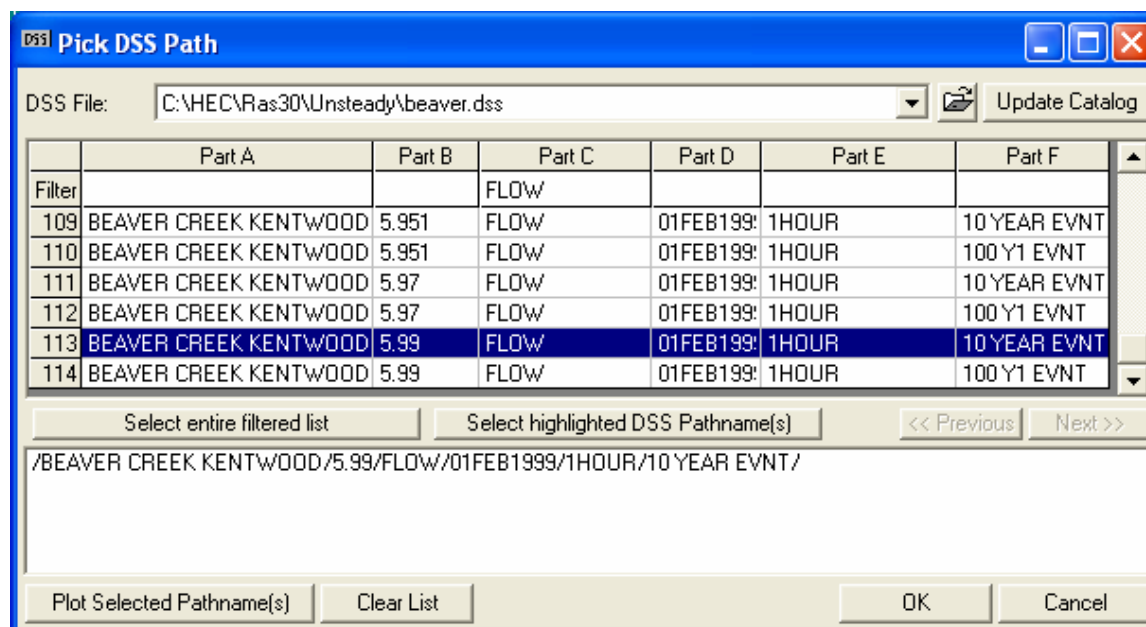 DSS Pick DSS Path
DSS File: C:\HEC\Ras30\Unsteady\beaver.dss Update Catalog
Part A Part B Part C Part D Part E Part F
Filter FLOW
109 BEAVER CREEK KENTWOOD 5.951 FLOW 01FEB199 1HOUR 10 YEAR EVNT
110 BEAVER CREEK KENTWOOD 5.951 FLOW 01FEB199 1HOUR 100 Y1 EVNT
111 BEAVER CREEK KENTWOOD 5.97 FLOW 01FEB199 1HOUR 10 YEAR EVNT
112 BEAVER CREEK KENTWOOD 5.97 FLOW 01FEB199 1HOUR 100 Y1 EVNT
113 BEAVER CREEK KENTWOOD 5.99 FLOW 01FEB199 1HOUR 10 YEAR EVNT
114 BEAVER CREEK KENTWOOD 5.99 FLOW 01FEB199 1HOUR 100 Y1 EVNT
Select entire filtered list Select highlighted DSS Pathname(s) << Previous Next >>
/BEAVER CREEK KENTWOOD/5.99/FLOW/01FEB1999/1HOUR/10 YEAR EVNT/
Plot Selected Pathname(s) Clear List OK Cancel